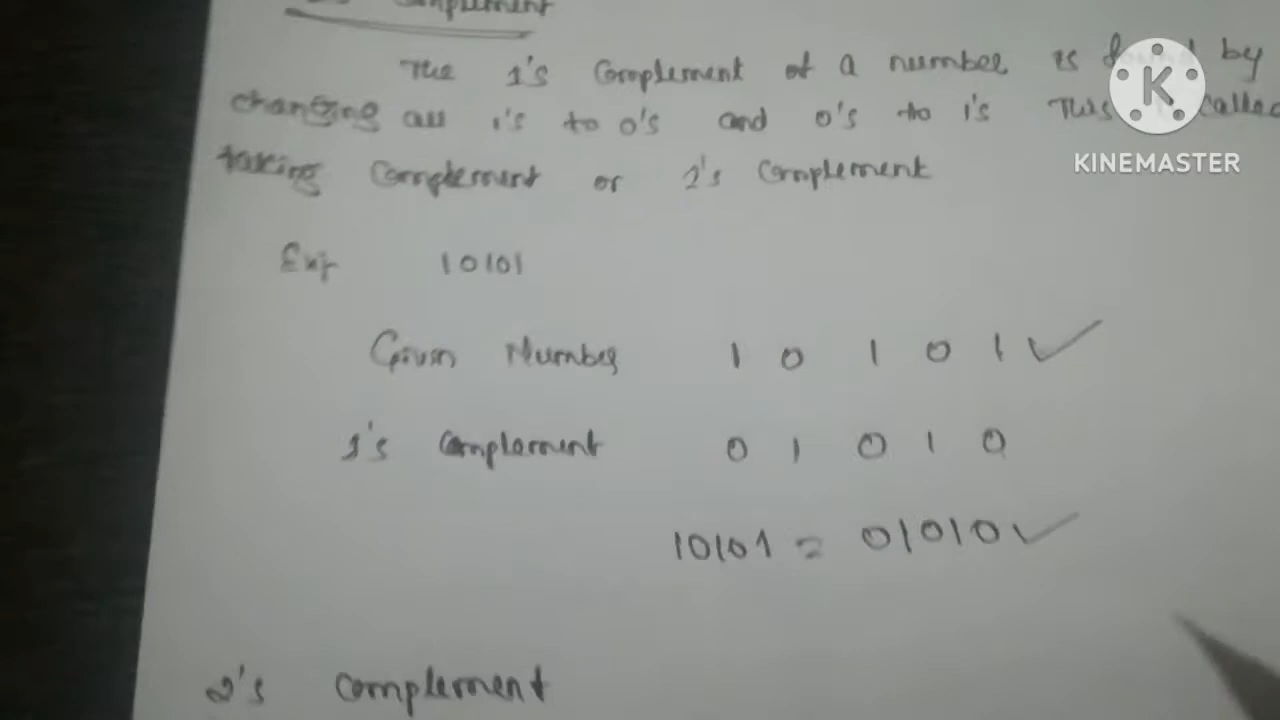 Complement
The 1's Complement of a number is by
changing all 1's to 0's and 0's to 1's This called
taking Complement or 1's Complement
Exp 10101
Given Number 1 0 1 0 1 ✓
1's Complament 0 1 0 1 0
10101 = 01010 ✓
2's complement
KINEMASTER